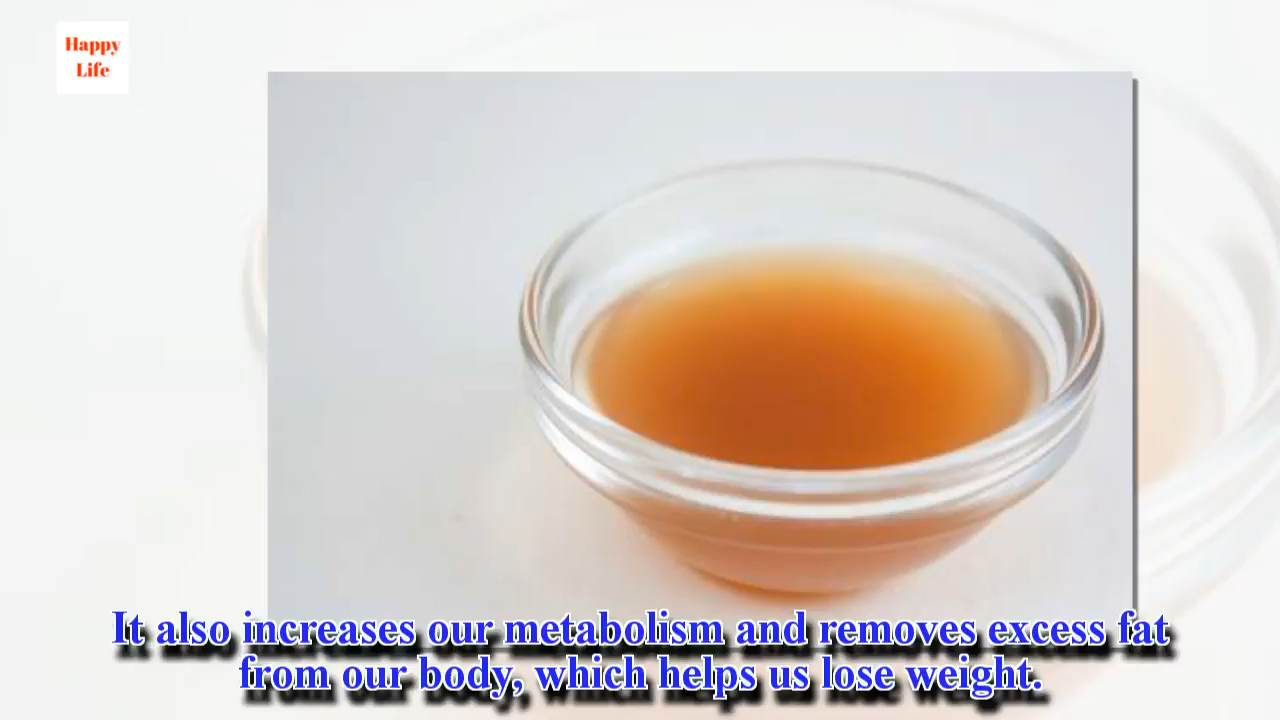 Happy
Life
It also increases our metabolism and removes excess fat
from our body, which helps us lose weight.